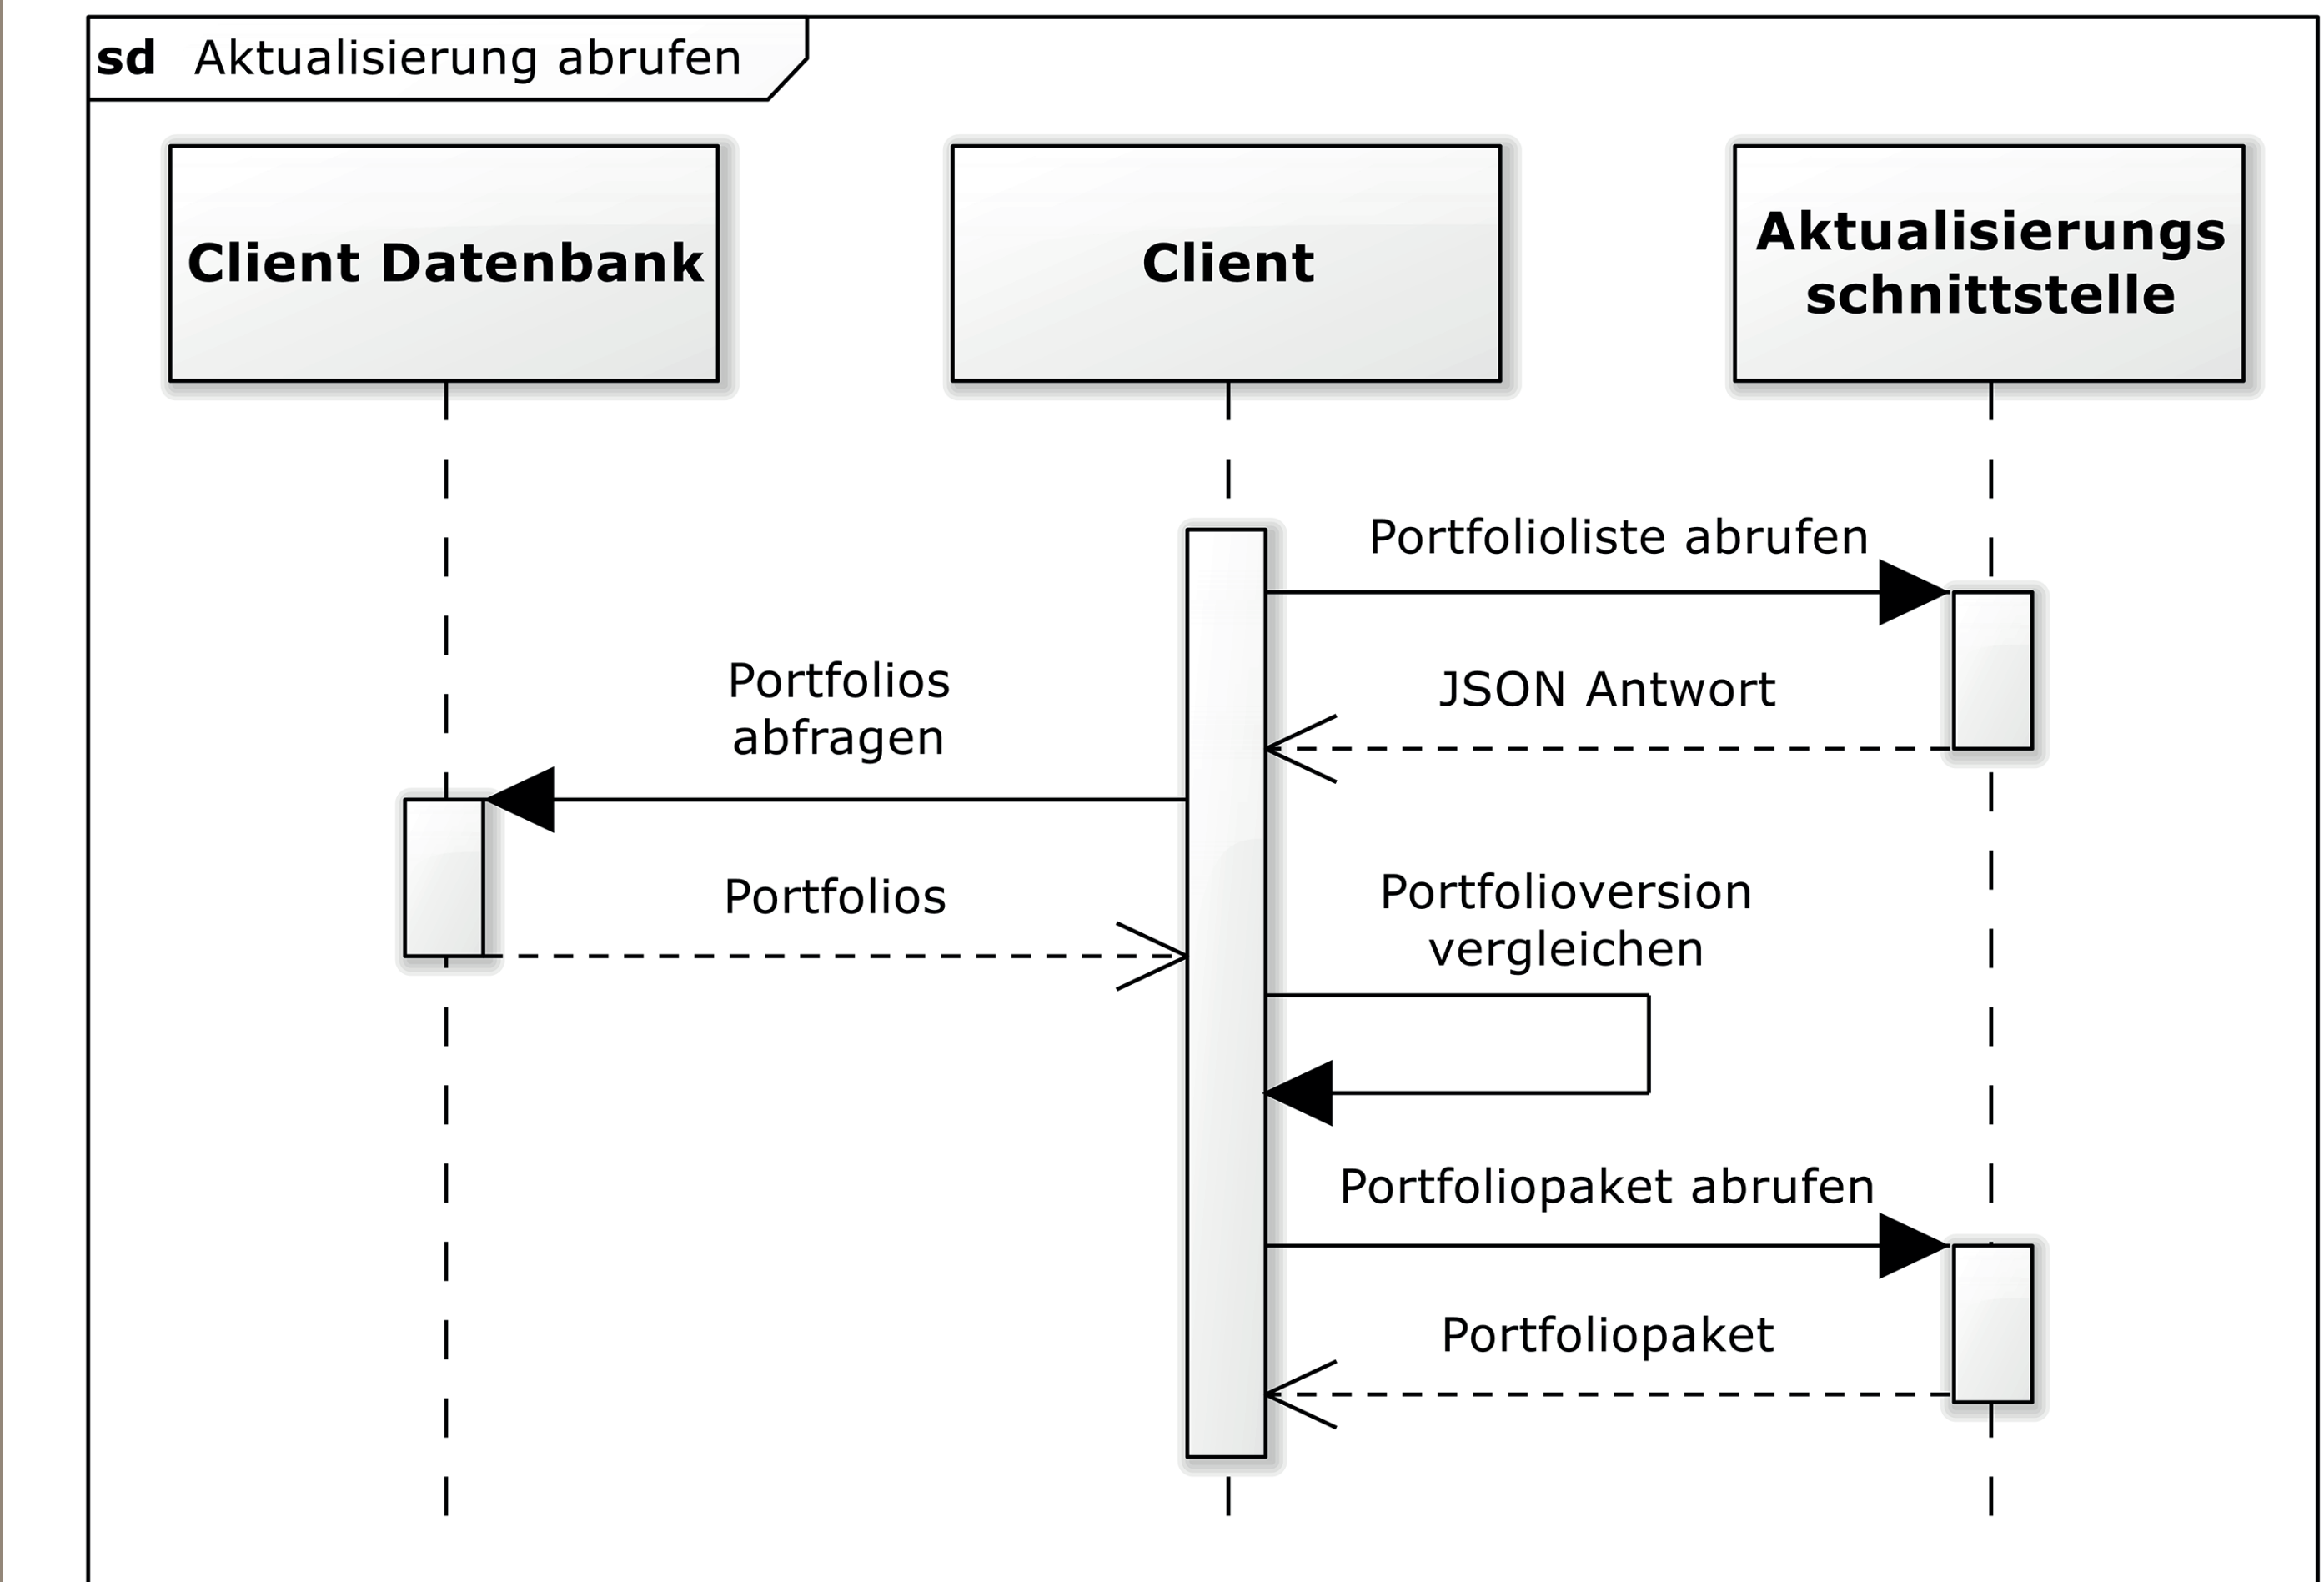 sd Aktualisierung abrufen
Client Datenbank
Client
Aktualisierungs
schnittstelle
Portfolioliste abrufen
JSON Antwort
Portfolios
abfragen
Portfolios
Portfolioversion
vergleichen
Portfoliopaket abrufen
Portfoliopaket